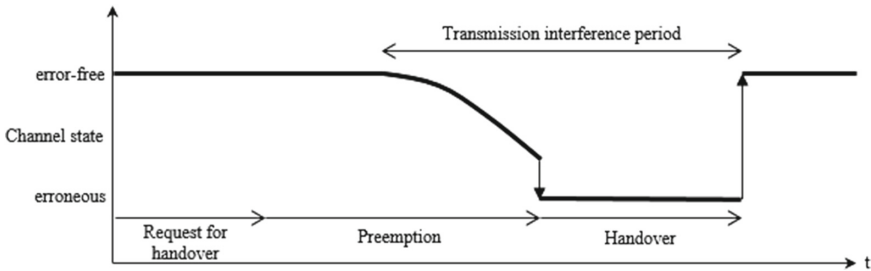 Transmission interference period
error-free
Channel state
erroneous
Request for
handover
Preemption
Handover
t